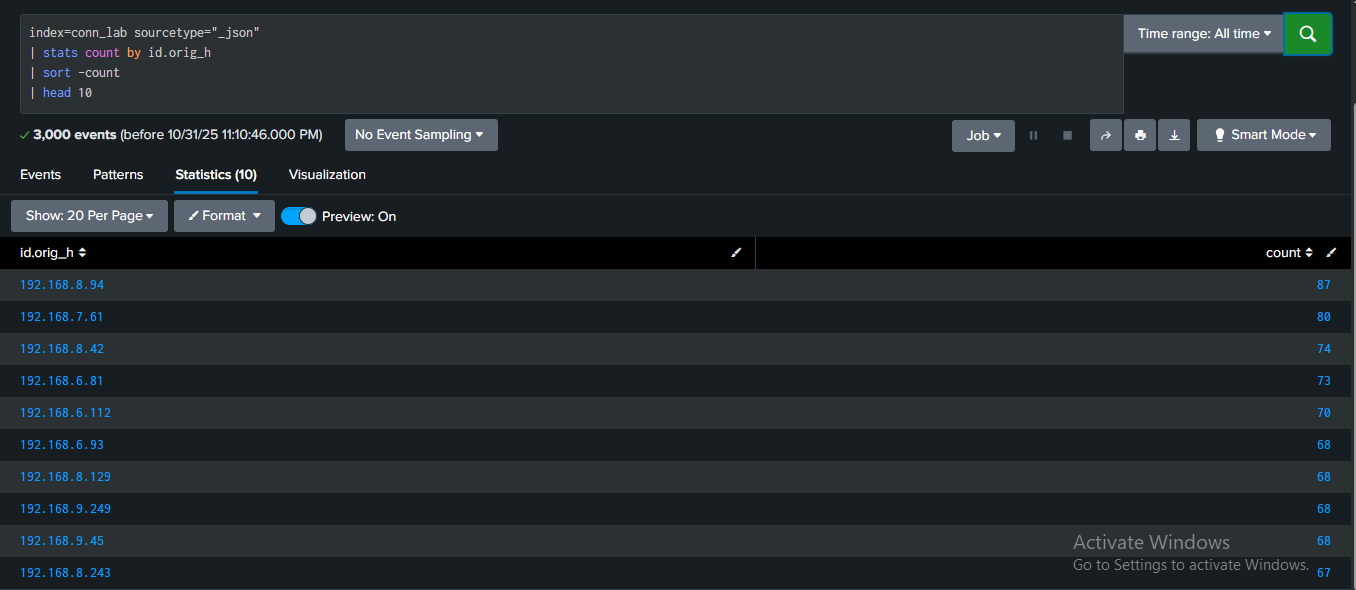 index=conn_lab sourcetype="_json"
| stats count by id.orig_h
| sort -count
| head 10
Time range: All time
3,000 events (before 10/31/25 11:10:46.000 PM)
No Event Sampling
Job
Smart Mode
Events Patterns Statistics (10) Visualization
Show: 20 Per Page Format Preview: On
id.orig_h count
192.168.8.94 87
192.168.7.61 80
192.168.8.42 74
192.168.6.81 73
192.168.6.112 70
192.168.6.93 68
192.168.8.129 68
192.168.9.249 68
192.168.9.45 68
192.168.8.243 67
Activate Windows
Go to Settings to activate Windows.